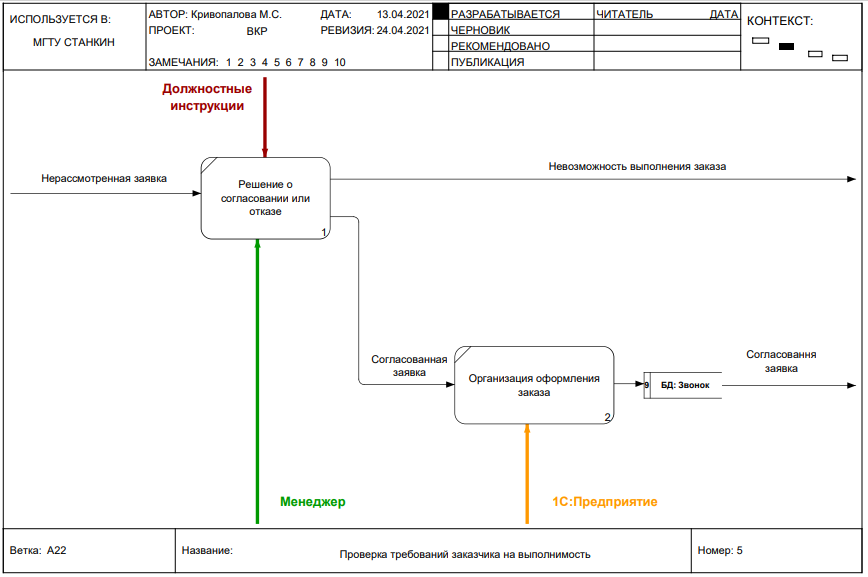 ИСПОЛЬЗУЕТСЯ В:
МГТУ СТАНКИН
АВТОР: Кривопалова М.С.
ДАТА: 13.04.2021
ПРОЕКТ: ВКР
РЕВИЗИЯ: 24.04.2021
ЗАМЕЧАНИЯ: 1 2 3 4 5 6 7 8 9 10
РАЗРАБАТЫВАЕТСЯ
ЧЕРНОВИК
РЕКОМЕНДОВАНО
ПУБЛИКАЦИЯ
ЧИТАТЕЛЬ ДАТА
КОНТЕКСТ:
Должностные
инструкции
Нерассмотренная заявка
Решение о
согласовании или
отказе
1
Невозможность выполнения заказа
Согласованная
заявка
Организация оформления
заказа
2
9 БД: Звонок
Согласовання
заявка
Менеджер
1С:Предприятие
Ветка: A22
Название:
Проверка требований заказчика на выполнимость
Номер: 5